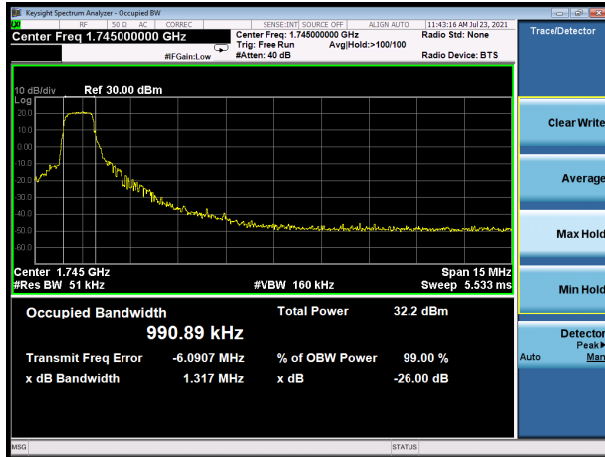 Keysight Spectrum Analyzer - Occupied BW
RF 50 Ω AC CORREC SENSE:INT SOURCE OFF ALIGN AUTO 11:43:16 AM Jul 23, 2021
Center Freq 1.745000000 GHz Center Freq: 1.745000000 GHz Radio Std: None
Trig: Free Run Avg|Hold:>100/100
#IFGain:Low #Atten: 40 dB Radio Device: BTS
Trace/Detector
10 dB/div Ref 30.00 dBm
Log
20.0
10.0
0.00
-10.0
-20.0
-30.0
-40.0
-50.0
-60.0
Center 1.745 GHz Span 15 MHz
#Res BW 51 kHz #VBW 160 kHz Sweep 5.533 ms
Occupied Bandwidth Total Power 32.2 dBm
990.89 kHz
Transmit Freq Error -6.0907 MHz % of OBW Power 99.00 %
x dB Bandwidth 1.317 MHz x dB -26.00 dB
Clear Write
Average
Max Hold
Min Hold
Detector
Peak▶
Auto Man
MSG STATUS